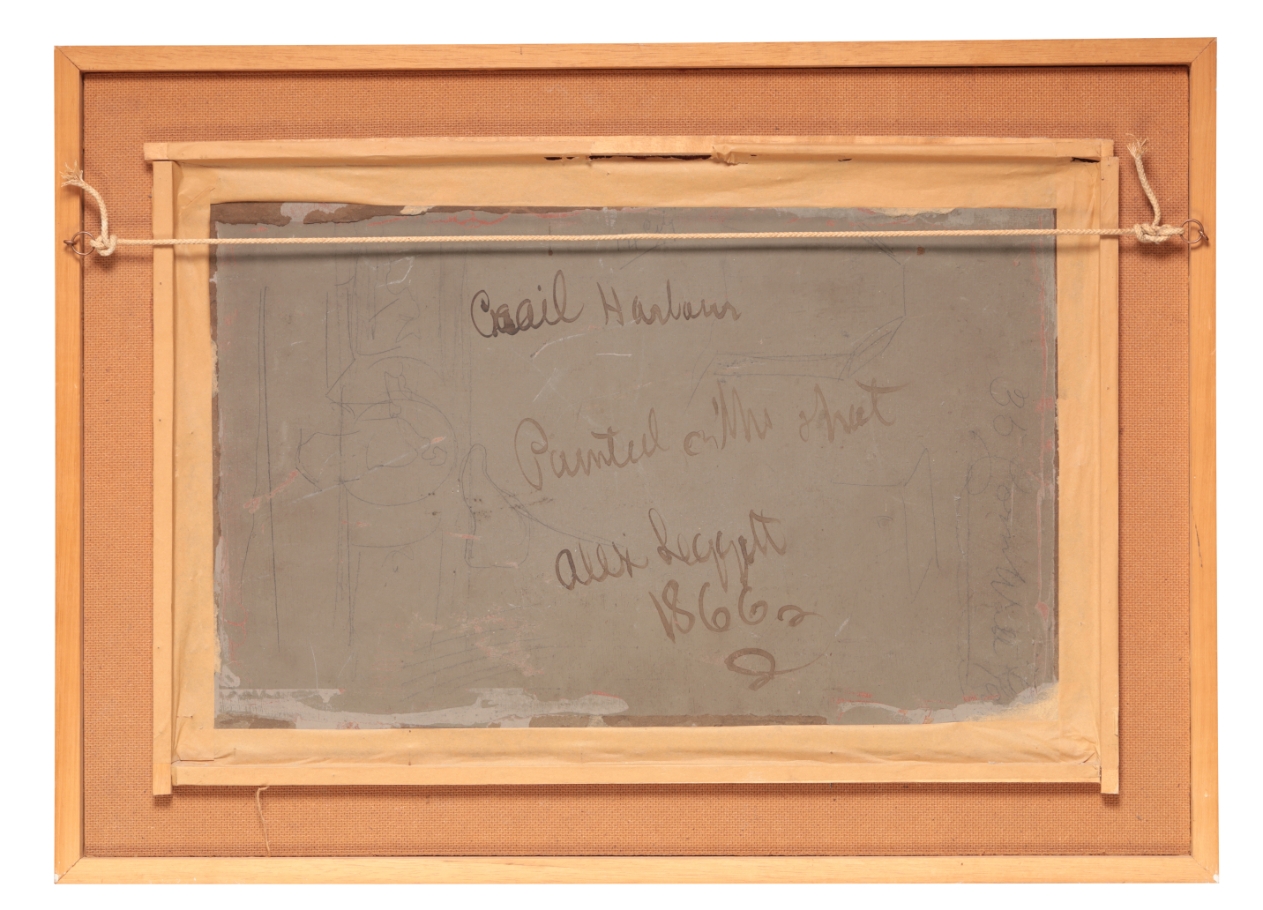 Crail Harbour
Painted on the spot
Alex Leggett
1866